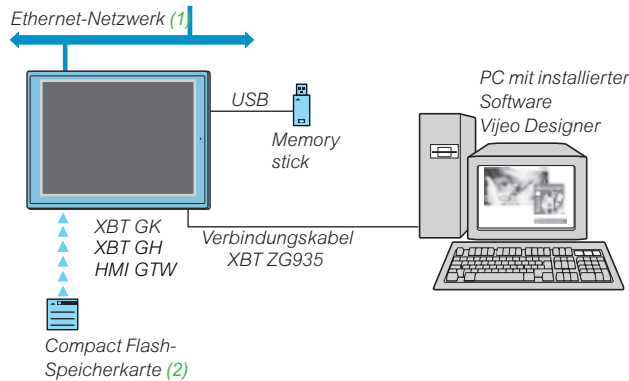 Ethernet-Netzwerk (1)
USB
Memory
stick
PC mit installierter
Software
Vijeo Designer
XBT GK
XBT GH
HMI GTW
Verbindungskabel
XBT ZG935
Compact Flash-
Speicherkarte (2)